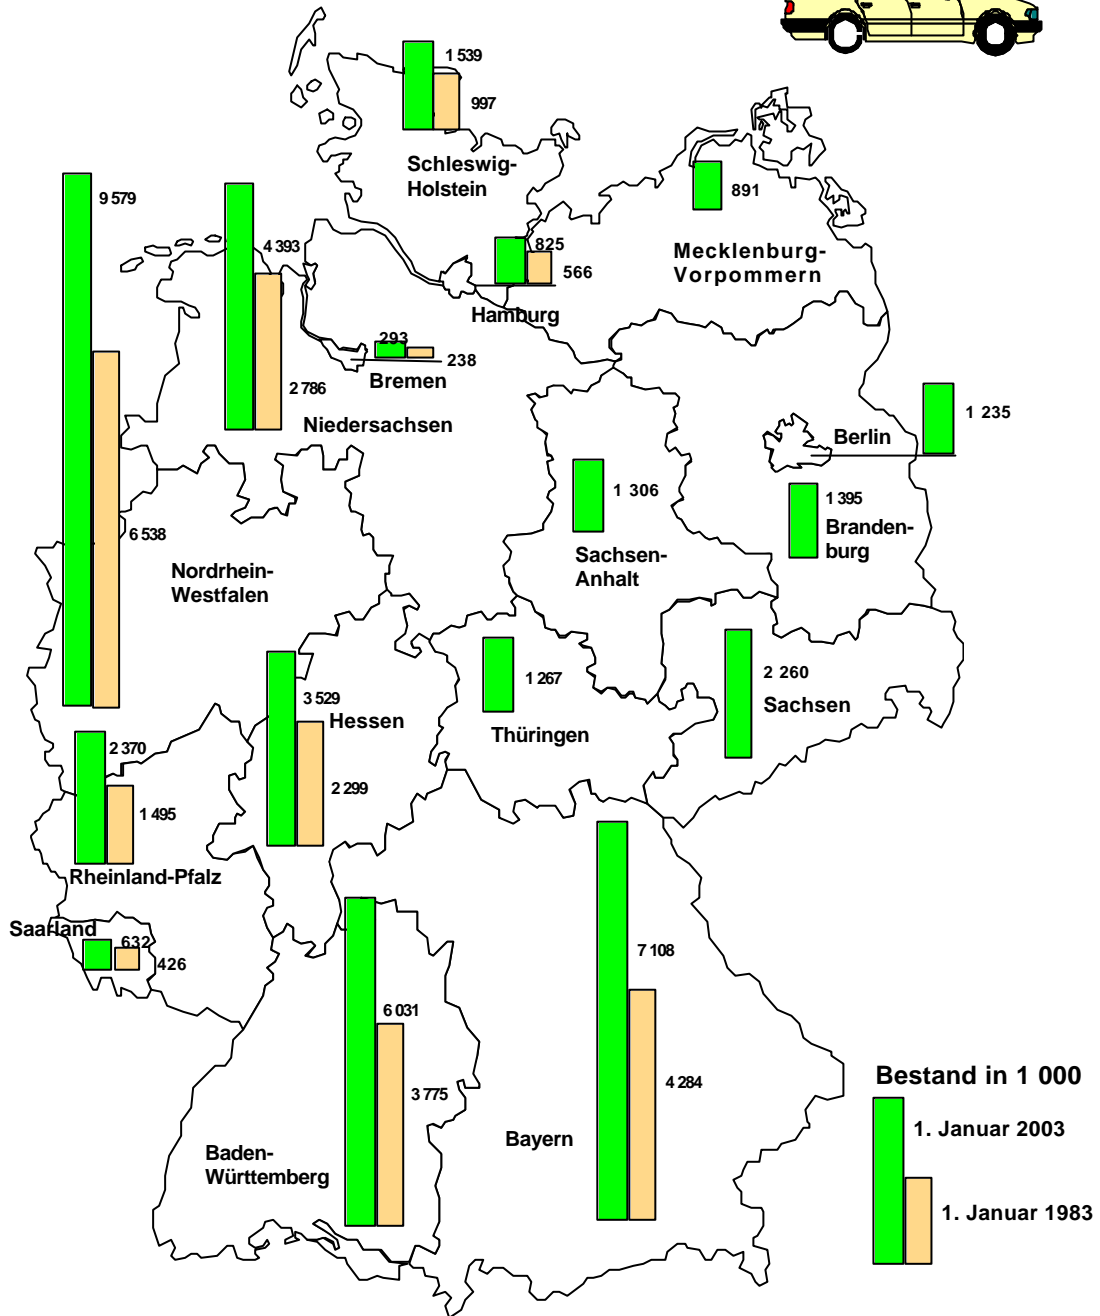 1 539
997
Schleswig-
Holstein
9 579
891
4 393
825
566
Mecklenburg-
Vorpommern
Hamburg
293
238
Bremen
2 786
Niedersachsen
1 235
Berlin
1 306
1 395
Branden-
burg
6 538
Sachsen-
Anhalt
Nordrhein-
Westfalen
1 267
2 260
Sachsen
3 529
Hessen
Thüringen
2 370
2 299
1 495
Rheinland-Pfalz
Saarland
632
426
7 108
6 031
4 284
3 775
Bestand in 1 000
1. Januar 2003
Bayern
Baden-
Württemberg
1. Januar 1983